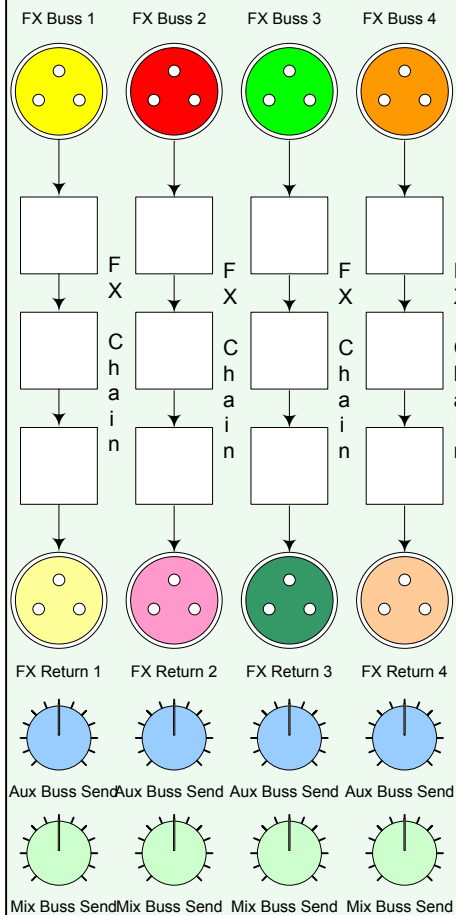 FX Buss 1 FX Buss 2 FX Buss 3 FX Buss 4
FX Chain FX Chain FX Chain
FX Return 1 FX Return 2 FX Return 3 FX Return 4
Aux Buss Send Aux Buss Send Aux Buss Send Aux Buss Send
Mix Buss Send Mix Buss Send Mix Buss Send Mix Buss Send